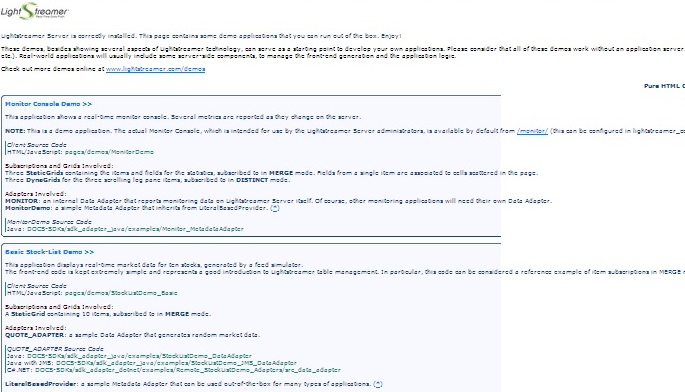 LightStreamer
Lightstreamer Server is correctly installed. This page contains some demo applications that you can run out of the box. Enjoy!
These demos, besides showing several aspects of Lightstreamer technology, can serve as a starting point to develop your own applications. Please consider that all of these demos work without an application server
etc.). Real-world applications will usually include some server-side components, to manage the frontend generation and the application logic.
Check out more demos online at www.lightstreamer.com/demos
Pure HTML C
Monitor Console Demo >>
This application shows a real-time monitor console. Several metrics are reported as they change on the server.
NOTE: This is a demo application. The actual Monitor Console, which is intended for use by the Lightstreamer Server administrators, is available by default from /monitor/ (this can be configured in lightstreamer_co
Client Source Code
HTML/JavaScript: pages/demos/MonitorDemo
Subscriptions and Grids Involved:
Three StaticGrids containing the items and fields for the statistics, subscribed to in MERGE mode. Fields from a single item are associated to cells scattered in the page.
Three DynaGrids for the three scrolling log pane items, subscribed to in DISTINCT mode.
Adapters Involved:
MONITOR: an internal Data Adapter that reports monitoring data on Lightstreamer Server itself. Of course, other monitoring applications will need their own Data Adapter.
MonitorDemo: a simple Metadata Adapter that inherits from LiteralBasedProvider. (*)
MonitorDemo Source Code
Java: DOCS-SDKs/sdk_adapter_java/examples/Monitor_MetadataAdapter
Basic Stock-List Demo >>
This application displays real-time market data for ten stocks, generated by a feed simulator.
The front-end code is kept extremely simple and represents a good introduction to Lightstreamer table management. In particular, this code can be considered a reference example of item subscriptions in MERGE m
Client Source Code
HTML/JavaScript: pages/demos/StockListDemo_Basic
Subscriptions and Grids Involved:
A StaticGrid containing 10 items, subscribed to in MERGE mode.
Adapters Involved:
QUOTE_ADAPTER: a sample Data Adapter that generates random market data.
QUOTE_ADAPTER Source Code
Java: DOCS-SDKs/sdk_adapter_java/examples/StockListDemo_DataAdapter
Java with JMS: DOCS-SDKs/sdk_adapter_java/examples/StockListDemo_JMS_DataAdapter
C#.NET: DOCS-SDKs/sdk_adapter_dotnet/examples/Remote_StockListDemo_Adapters/src_data_adapter
LiteralBasedProvider: a sample Metadata Adapter that can be used out-of-the-box for many types of applications. (*)